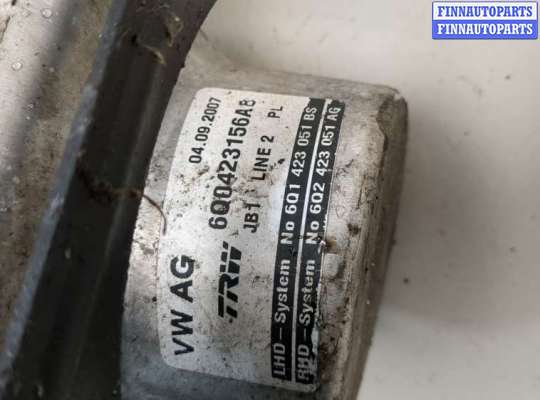 FINNAUTOPARTS
FINNAUTOPARTS
VW AG 04.09.2007
TRW 6Q0423156AB
JB1 LINE 2 PL
LHD-System No 6Q1 423 051 BS
RHD-System No 6Q2 423 051 AG